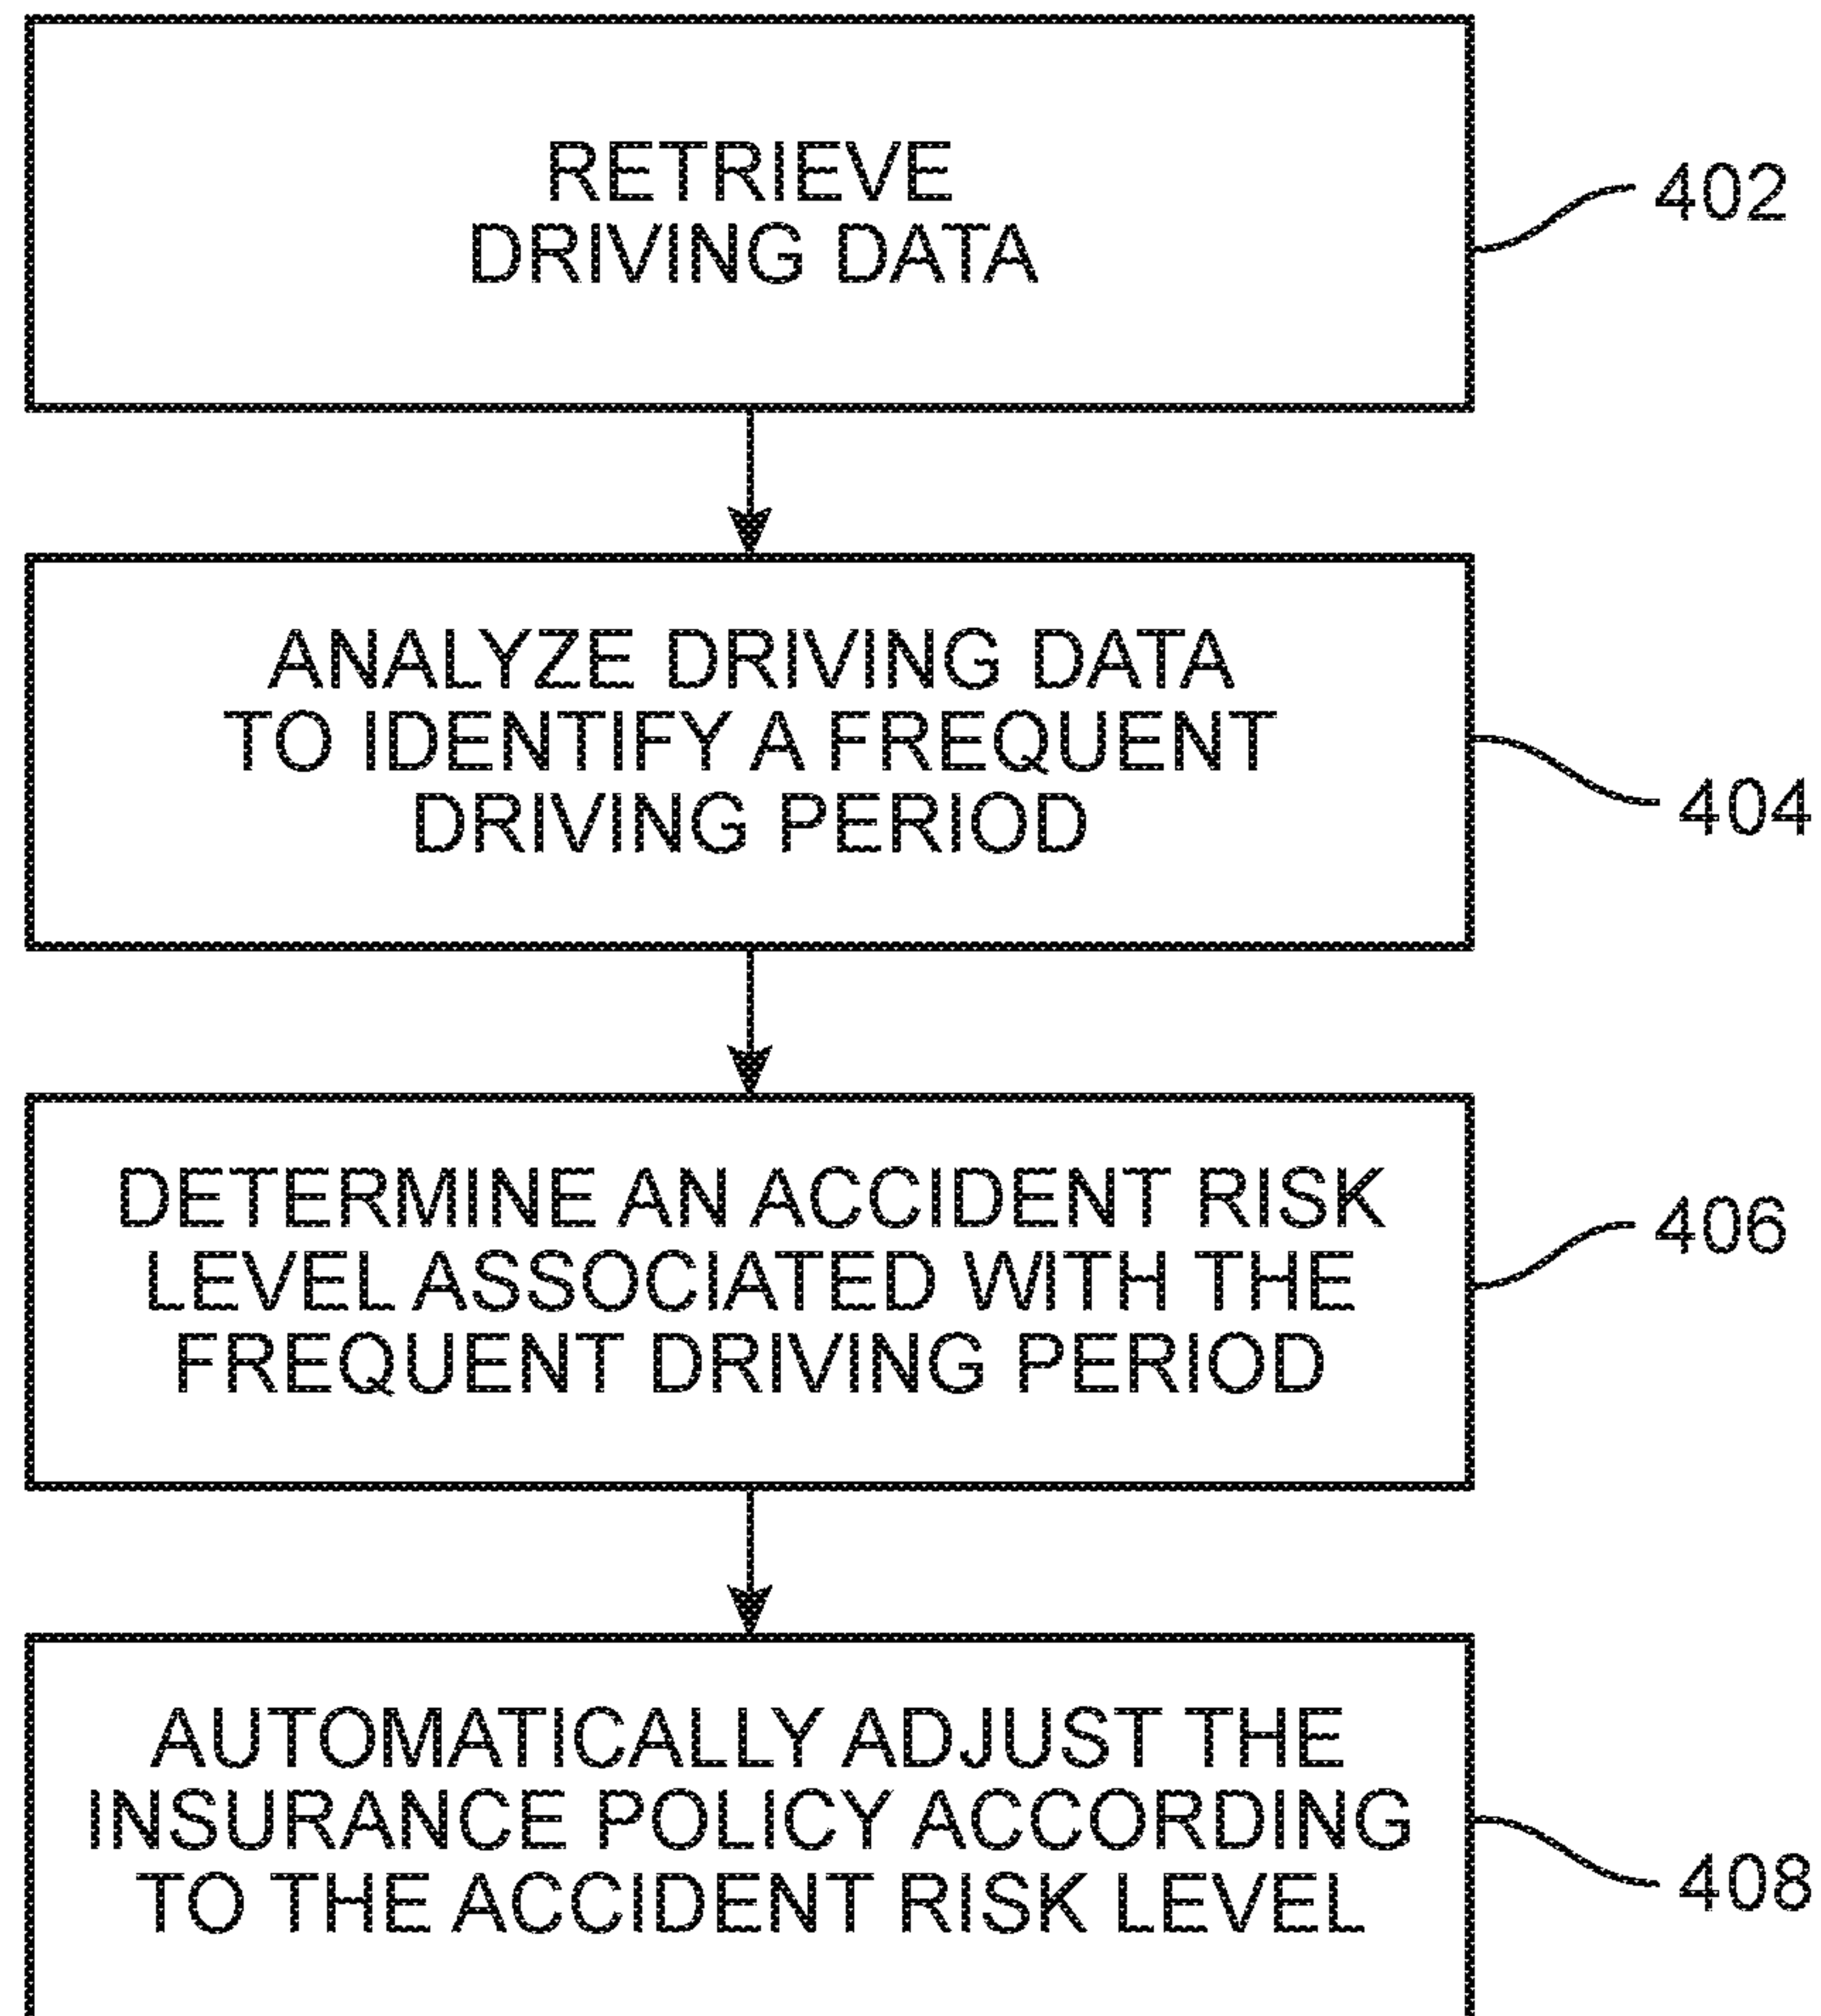 RETRIEVE
DRIVING DATA
402
ANALYZE DRIVING DATA
TO IDENTIFY A FREQUENT
DRIVING PERIOD
404
DETERMINE AN ACCIDENT RISK
LEVEL ASSOCIATED WITH THE
FREQUENT DRIVING PERIOD
406
AUTOMATICALLY ADJUST THE
INSURANCE POLICY ACCORDING
TO THE ACCIDENT RISK LEVEL
408